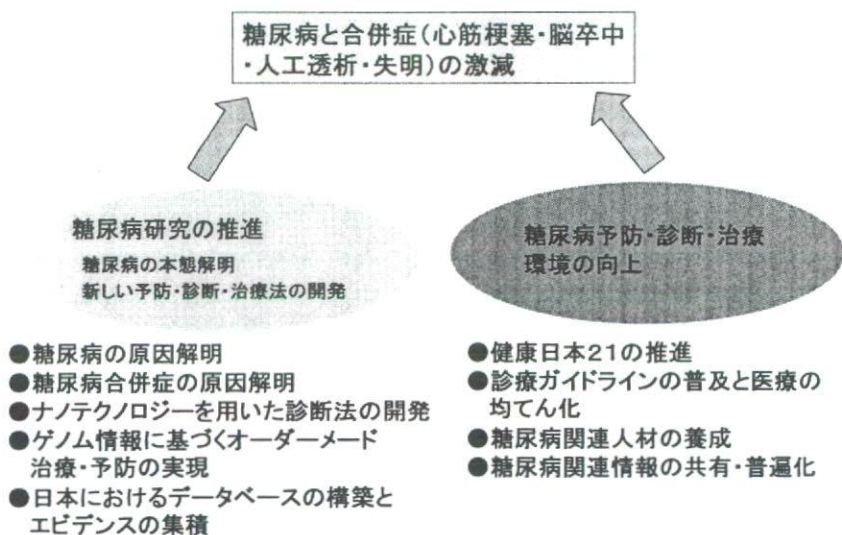 糖尿病と合併症(心筋梗塞・脳卒中
・人工透析・失明)の激減
糖尿病研究の推進
糖尿病の本態解明
新しい予防・診断・治療法の開発
●糖尿病の原因解明
●糖尿病合併症の原因解明
●ナノテクノロジーを用いた診断法の開発
●ゲノム情報に基づくオーダーメード
治療・予防の実現
●日本におけるデータベースの構築と
エビデンスの集積
糖尿病予防・診断・治療
環境の向上
●健康日本21の推進
●診療ガイドラインの普及と医療の
均てん化
●糖尿病関連人材の養成
●糖尿病関連情報の共有・普遍化